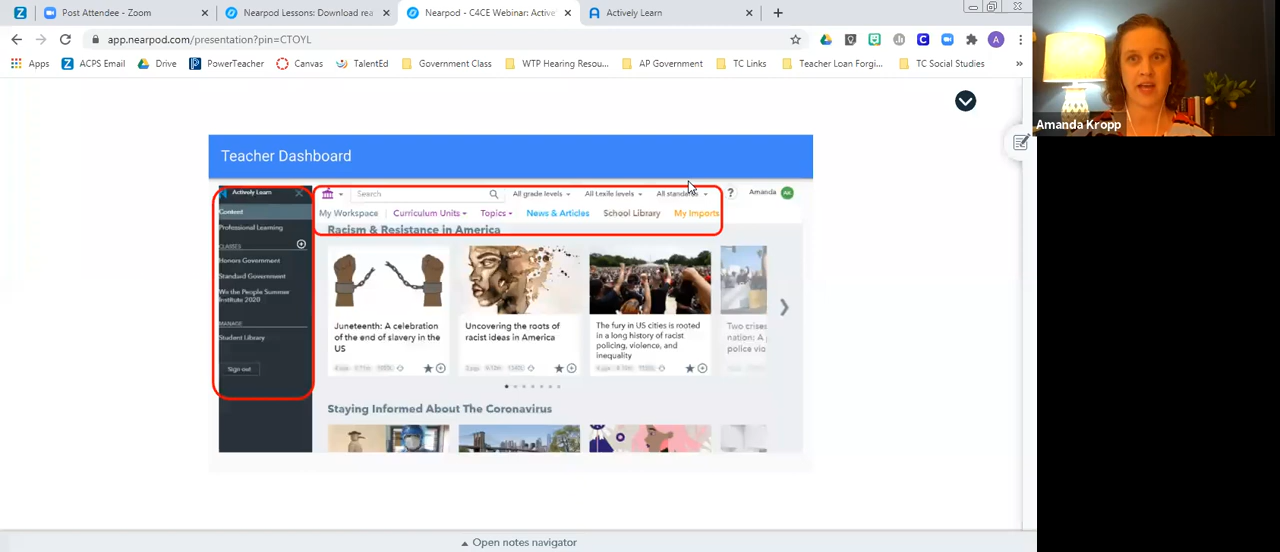 Post Attendee - Zoom
Nearpod Lessons: Download rea
Nearpod - C4CE Webinar: Active
Actively Learn
app.nearpod.com/presentation?pin=CTOYL
A
Apps
ACPS Email
Drive
PowerTeacher
Canvas
TalentEd
Government Class
WTP Hearing Resou...
AP Government
TC Links
Teacher Loan Forgi...
TC Social Studies
»
Amanda Kropp
Teacher Dashboard
Actively Learn
Search
All grade levels
All Lexile levels
All standards
?
Amanda
AK
Content
My Workspace
Curriculum Units
Topics
News & Articles
School Library
My Imports
Professional Learning
Racism & Resistance in America
CLASSES
Honors Government
Standard Government
We the People Summer
Institute 2020
MANAGE
Student Library
Sign out
Juneteenth: A celebration
of the end of slavery in the
US
Uncovering the roots of
racist ideas in America
The fury in US cities is rooted
in a long history of racist
policing, violence, and
inequality
Two crises
nation: A
police vio
Staying Informed About The Coronavirus
Open notes navigator